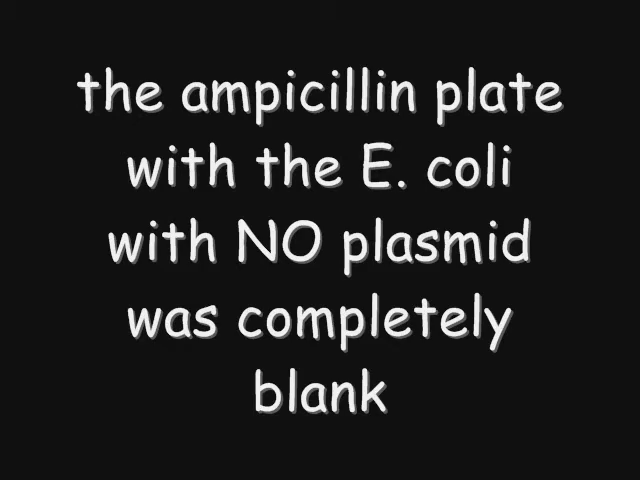 the ampicillin plate
with the E. coli
with NO plasmid
was completely
blank